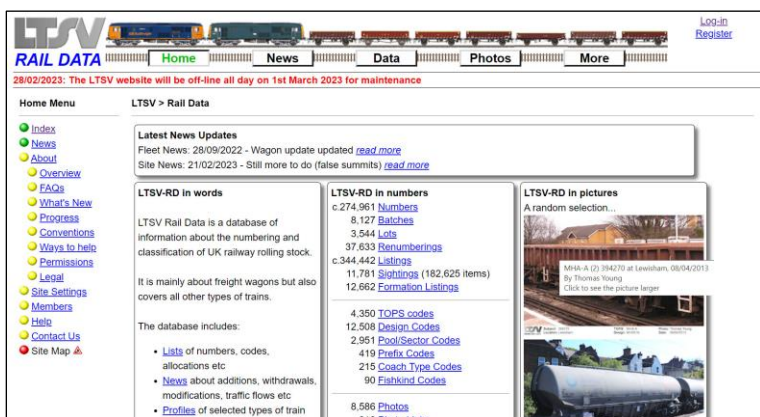 LTSV
RAIL DATA
Home
News
Data
Photos
More
Log-in
Register
28/02/2023: The LTSV website will be off-line all day on 1st March 2023 for maintenance
Home Menu
Index
News
About
Overview
FAQs
What's New
Progress
Conventions
Ways to help
Permissions
Legal
Site Settings
Members
Help
Contact Us
Site Map
LTSV > Rail Data
Latest News Updates
Fleet News: 28/09/2022 - Wagon update updated read more
Site News: 21/02/2023 - Still more to do (false summits) read more
LTSV-RD in words
LTSV Rail Data is a database of
information about the numbering and
classification of UK railway rolling stock.
It is mainly about freight wagons but also
covers all other types of trains.
The database includes:
• Lists of numbers, codes,
allocations etc
• News about additions, withdrawals,
modifications, traffic flows etc
• Profiles of selected types of train
LTSV-RD in numbers
c.274,961 Numbers
8,127 Batches
3,544 Lots
37,633 Renumberings
c.344,442 Listings
11,781 Sightings (182,625 items)
12,662 Formation Listings
4,350 TOPS codes
12,508 Design Codes
2,951 Pool/Sector Codes
419 Prefix Codes
215 Coach Type Codes
90 Fishkind Codes
8,586 Photos
LTSV-RD in pictures
A random selection...
MHA-A (2) 394270 at Lewisham, 08/04/2013
By Thomas Young
Click to see the picture larger